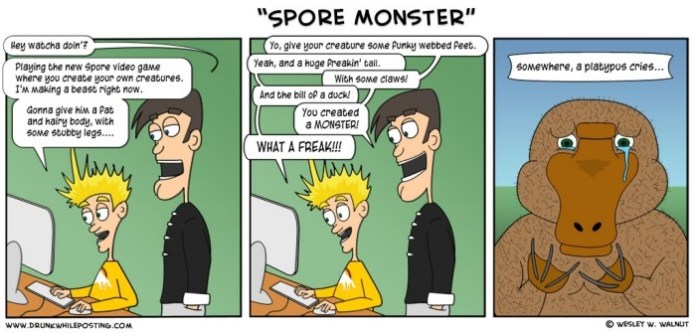 "SPORE MONSTER"
Hey watcha doin'?
Playing the new Spore video game
where you create your own creatures.
I'm making a beast right now.
Gonna give him a fat
and hairy body, with
some stubby legs....
Yo, give your creature some funky webbed feet.
Yeah, and a huge freakin' tail.
With some claws!
And the bill of a duck!
You created
a MONSTER!
WHAT A FREAK!!!
somewhere, a platypus cries...
WWW.DRUNKWHILEPOSTING.COM
© WESLEY W. WALNUT